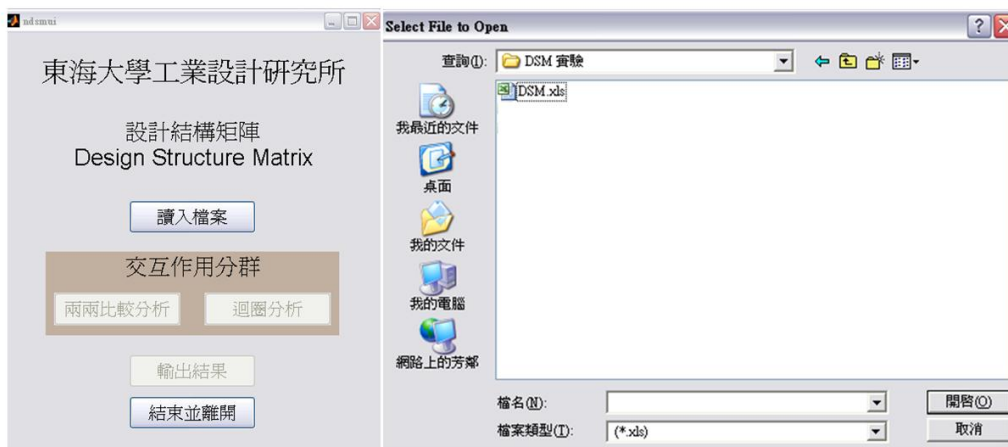 ndsmui
東海大學工業設計研究所
設計結構矩陣
Design Structure Matrix
讀入檔案
交互作用分群
兩兩比較分析
迴圈分析
輸出結果
結束並離開
Select File to Open
查詢(I):
DSM 實驗
DSM.xls
我最近的文件
桌面
我的文件
我的電腦
網路上的芳鄰
檔名(N):
開啓(O)
檔案類型(T):
(*.xls)
取消